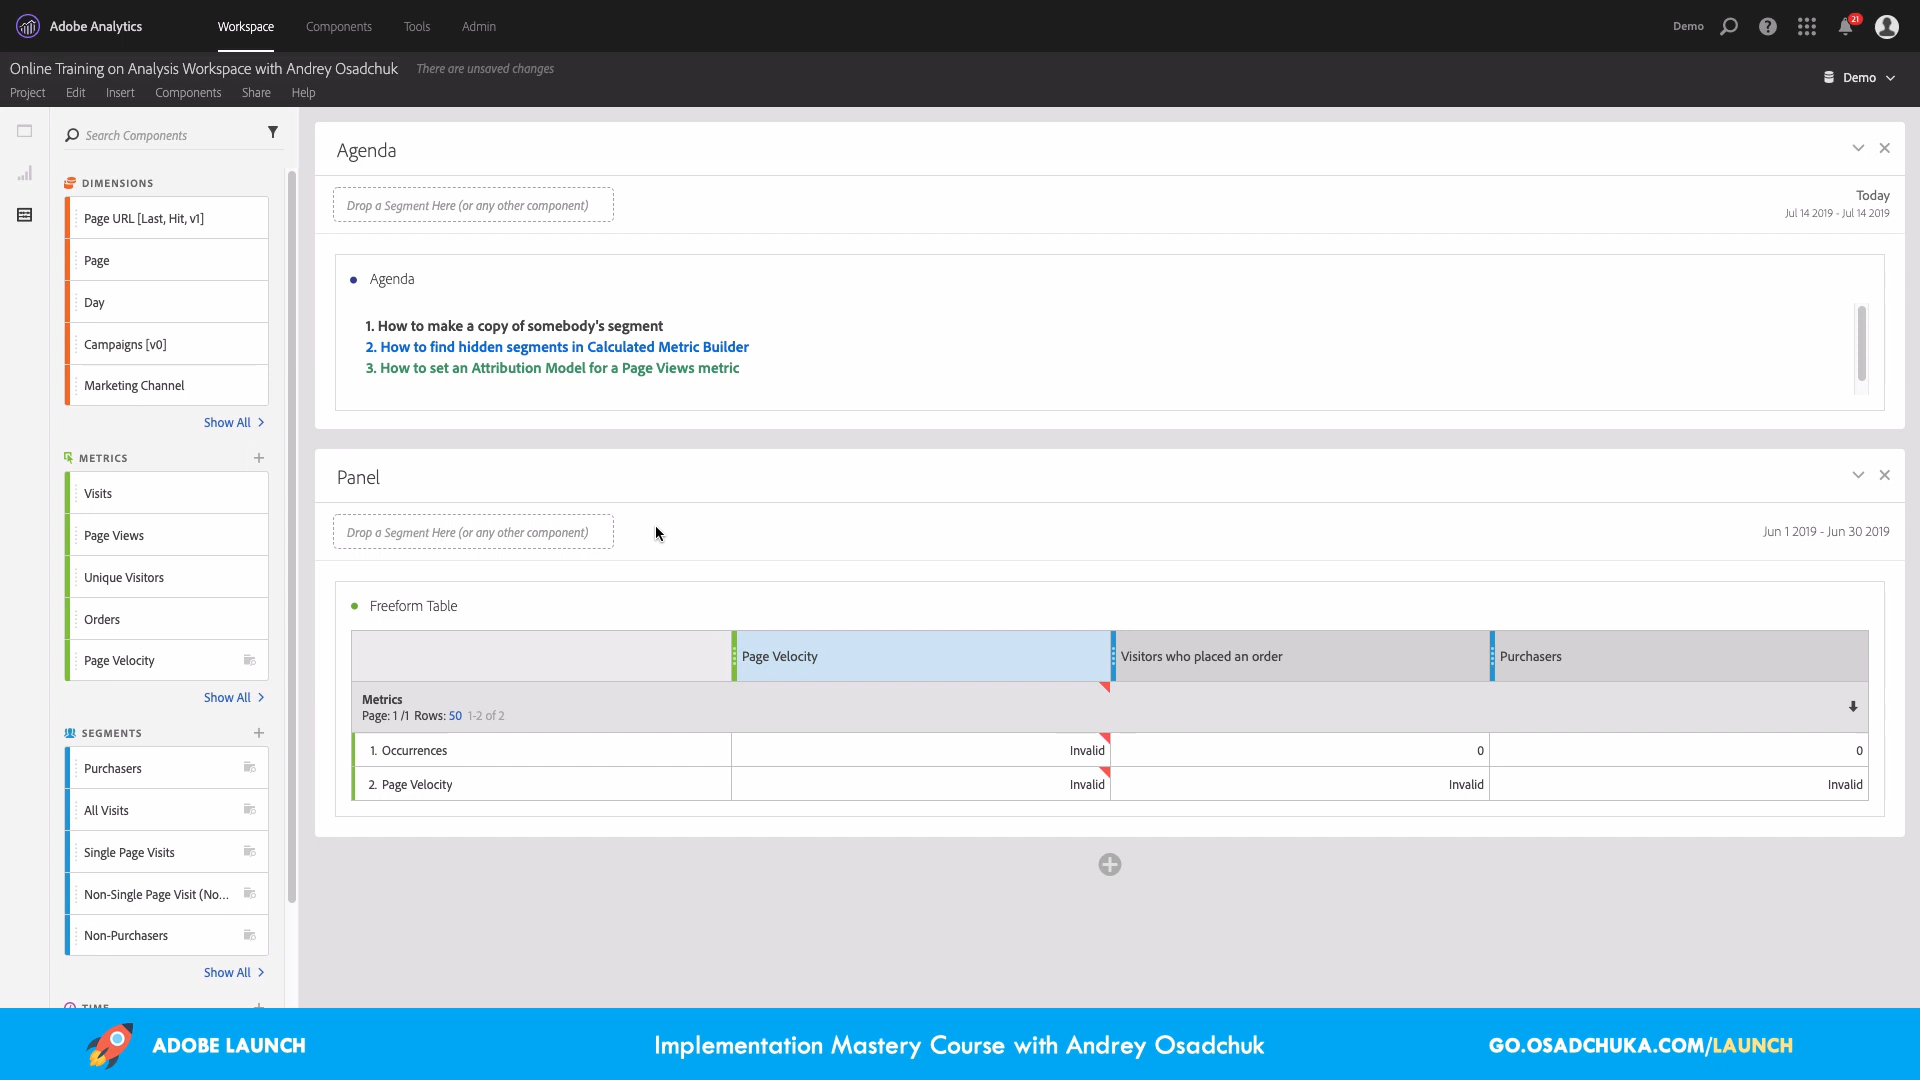 Adobe Analytics
Workspace
Components
Tools
Admin
Demo
21
Online Training on Analysis Workspace with Andrey Osadchuk
There are unsaved changes
Project
Edit
Insert
Components
Share
Help
Demo
Search Components
DIMENSIONS
Page URL [Last, Hit, v1]
Page
Day
Campaigns [v0]
Marketing Channel
Show All
METRICS
Visits
Page Views
Unique Visitors
Orders
Page Velocity
Show All
SEGMENTS
Purchasers
All Visits
Single Page Visits
Non-Single Page Visit (No...
Non-Purchasers
Show All
TIME
Agenda
Drop a Segment Here (or any other component)
Today
Jul 14 2019 - Jul 14 2019
Agenda
1. How to make a copy of somebody's segment
2. How to find hidden segments in Calculated Metric Builder
3. How to set an Attribution Model for a Page Views metric
Panel
Drop a Segment Here (or any other component)
Jun 1 2019 - Jun 30 2019
Freeform Table
Page Velocity
Visitors who placed an order
Purchasers
Metrics
Page: 1 /1 Rows: 50 1-2 of 2
1. Occurrences
Invalid
0
0
2. Page Velocity
Invalid
Invalid
Invalid
ADOBE LAUNCH
Implementation Mastery Course with Andrey Osadchuk
GO.OSADCHUKA.COM/LAUNCH